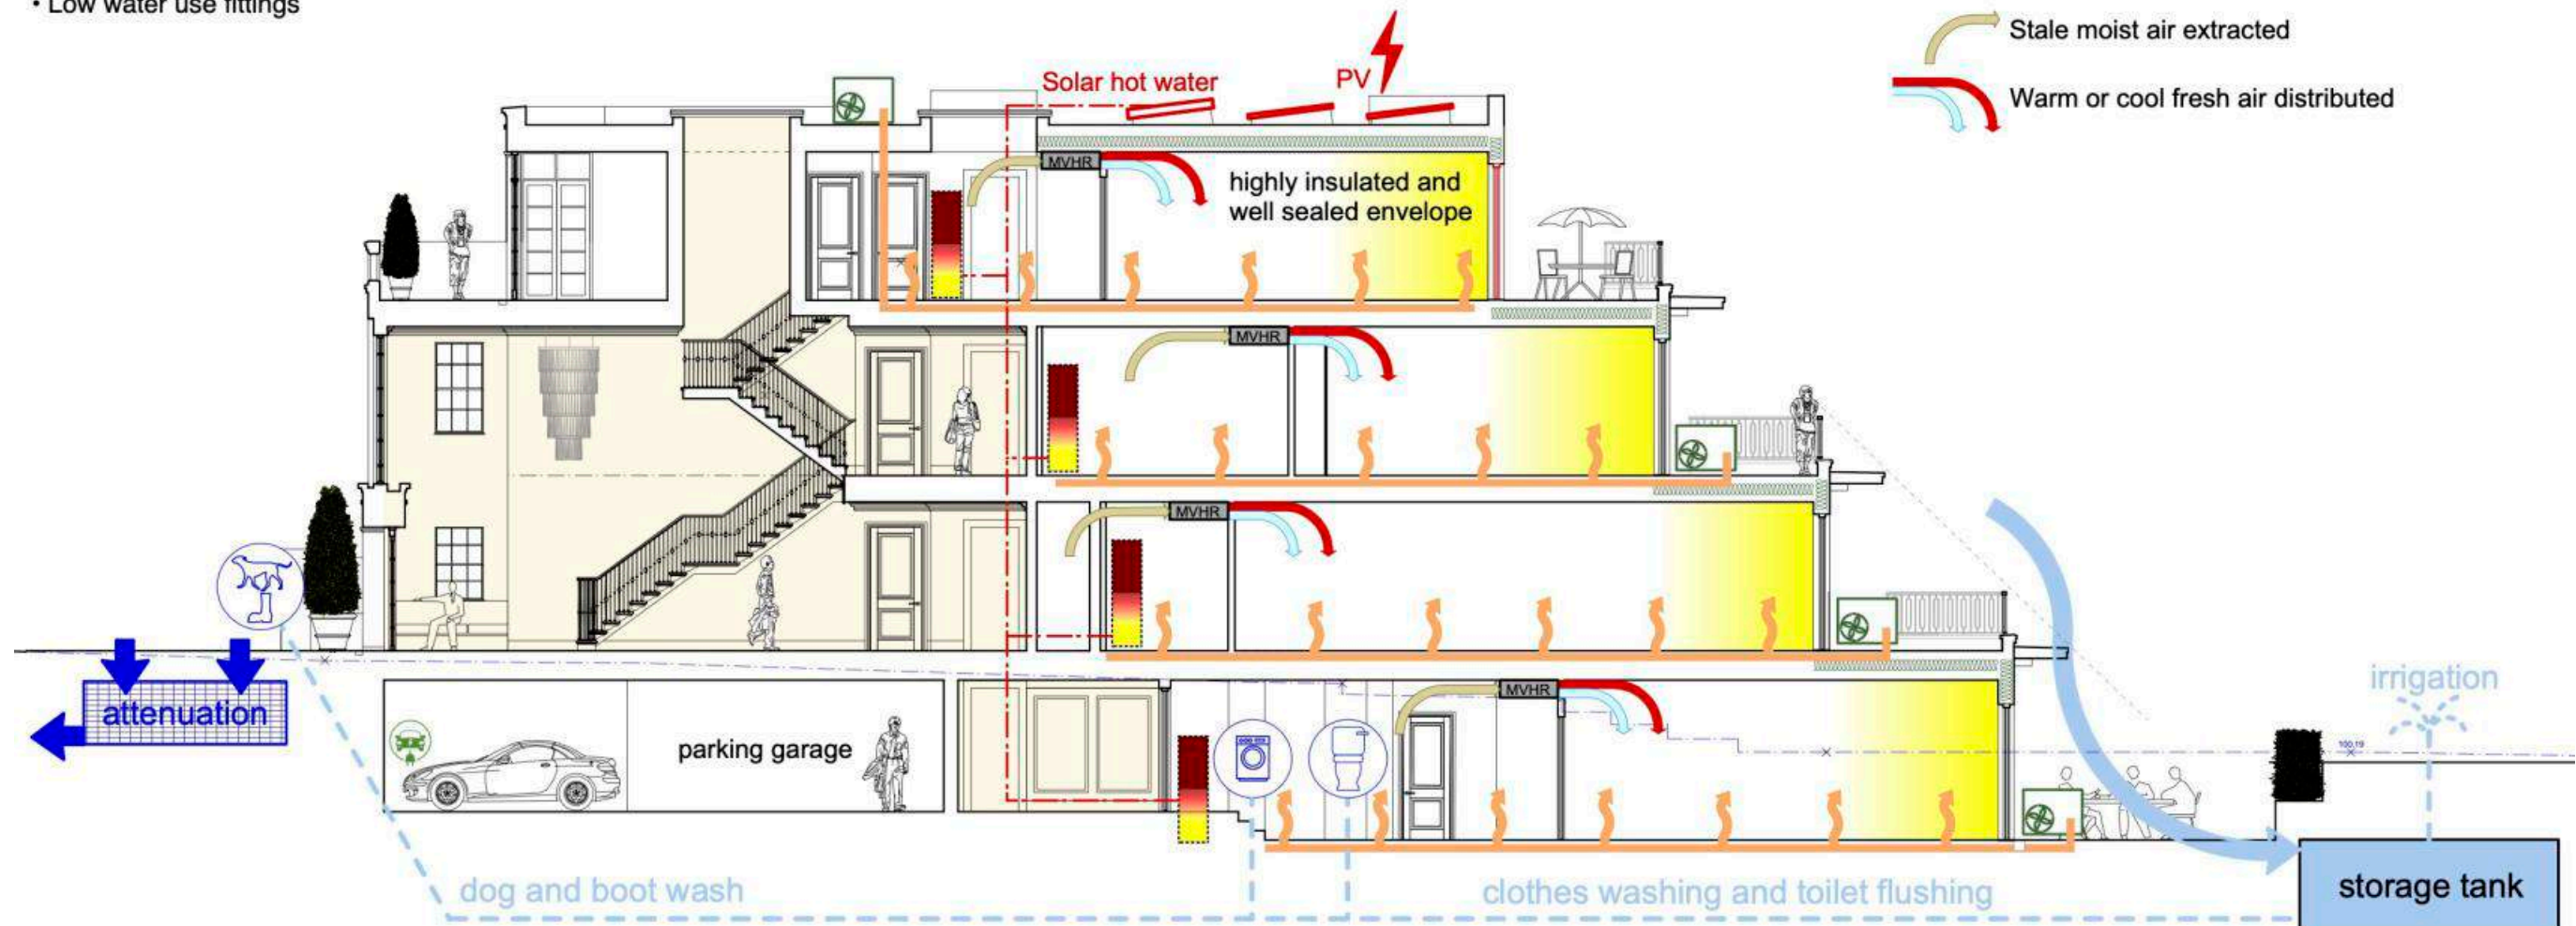 • Low water use fittings
Stale moist air extracted
Solar hot water
PV
Warm or cool fresh air distributed
MVHR
highly insulated and
well sealed envelope
MVHR
MVHR
irrigation
MVHR
attenuation
parking garage
100.19
dog and boot wash
clothes washing and toilet flushing
storage tank